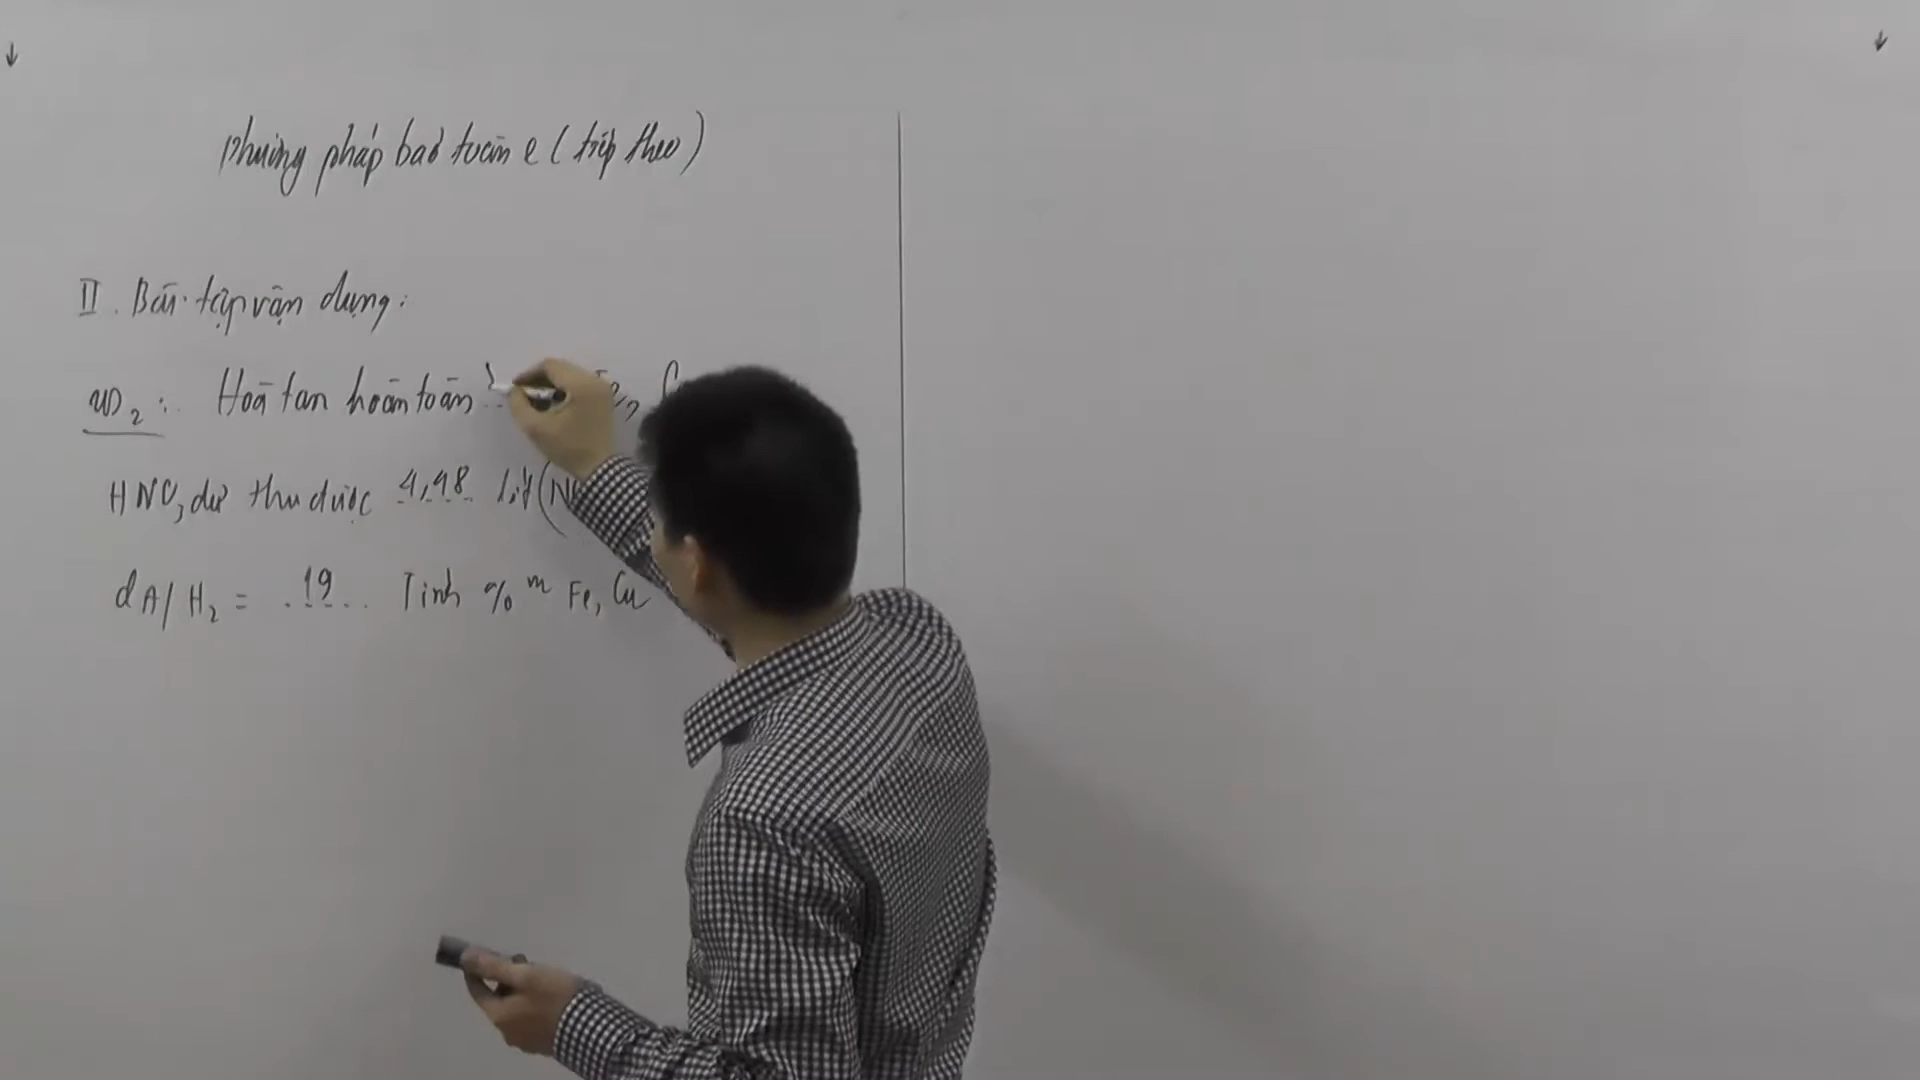 Phương pháp bảo toàn e (tiếp theo)
II. Bài tập vận dụng:
VD2: Hoà tan hoàn toàn
HNO3 dư thu được 4,48 lít (
dA/H2 = ..19.. Tính %m Fe, Cu